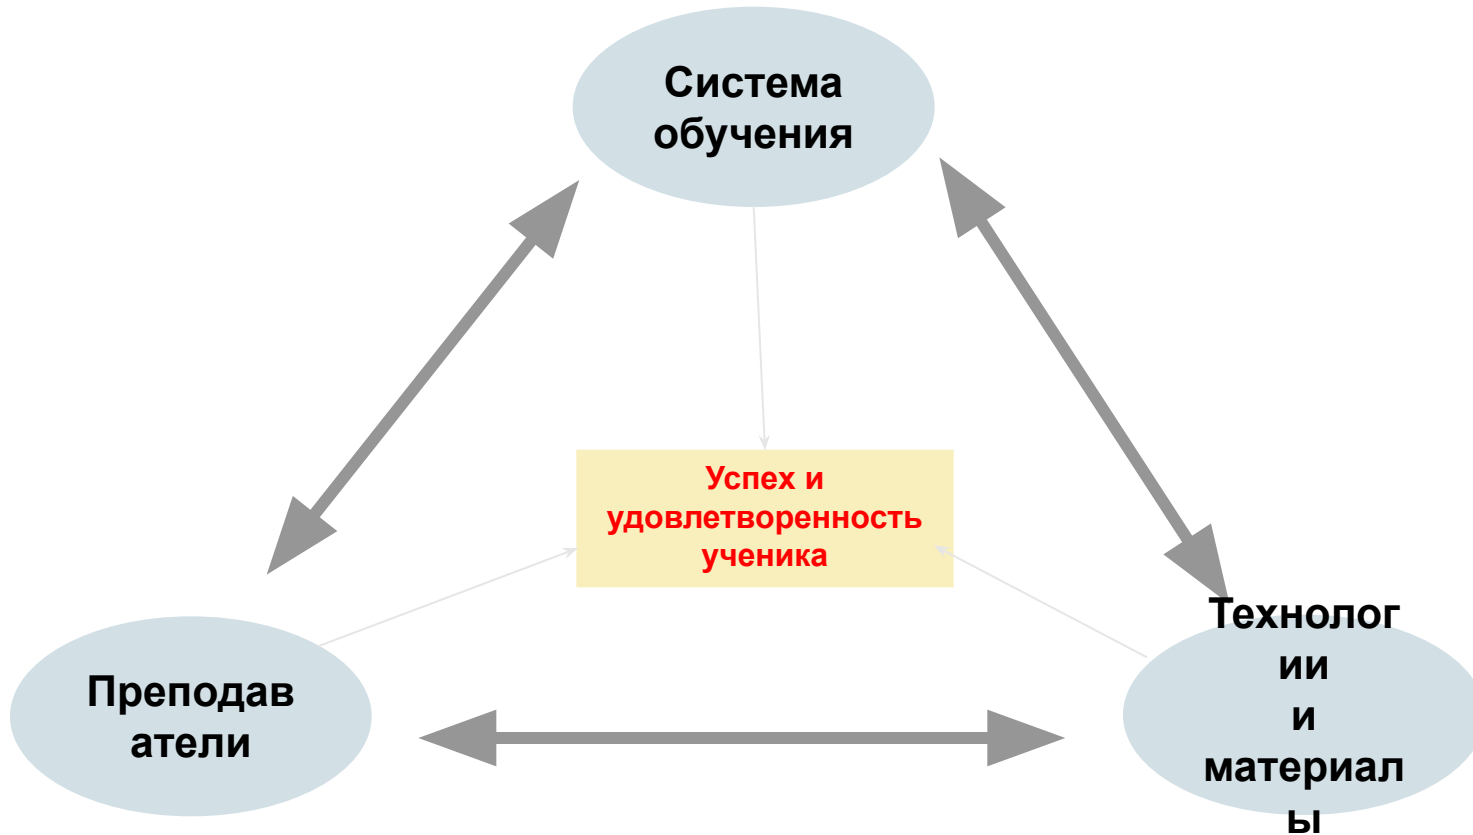 Система
обучения
Успех и
удовлетворенность
ученика
Преподав
атели
Технолог
ии
и
материал
ы